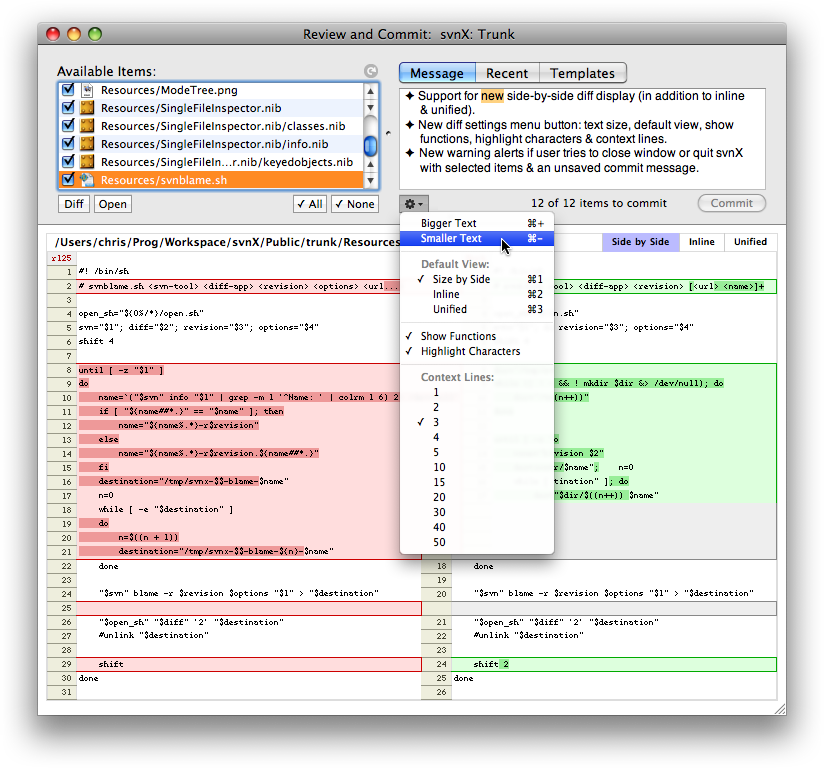 Review and Commit:  svnX: Trunk
Available Items:
Resources/ModeTree.png
Resources/SingleFileInspector.nib
Resources/SingleFileInspector.nib/classes.nib
Resources/SingleFileInspector.nib/info.nib
Resources/SingleFileIn...r.nib/keyedobjects.nib
Resources/svnblame.sh
Diff
Open
✓ All
✓ None
Message
Recent
Templates
✦ Support for new side-by-side diff display (in addition to inline
& unified).
✦ New diff settings menu button: text size, default view, show
functions, highlight characters & context lines.
✦ New warning alerts if user tries to close window or quit svnX
with selected items & an unsaved commit message.
12 of 12 items to commit
Commit
Bigger Text ⌘+
Smaller Text ⌘-
Default View:
✓ Size by Side ⌘1
Inline ⌘2
Unified ⌘3
✓ Show Functions
✓ Highlight Characters
Context Lines:
1
2
✓ 3
4
5
10
15
20
30
40
50
/Users/chris/Prog/Workspace/svnX/Public/trunk/Resources
Side by Side
Inline
Unified
r125
1 #! /bin/sh
2 # svnblame.sh <svn-tool> <diff-app> <revision> <options> <url...
3
4 open_sh="${0%/*}/open.sh"
5 svn="$1"; diff="$2"; revision="$3"; options="$4"
6 shift 4
7
8 until [ -z "$1" ]
9 do
10 name=`("$svn" info "$1" | grep -m 1 '^Name: ' | colrm 1 6) 2
11 if [ "${name##*.}" == "$name" ]; then
12 name="${name%.*}-r$revision"
13 else
14 name="${name%.*}-r$revision.${name##*.}"
15 fi
16 destination="/tmp/svnx-$$-blame-$name"
17 n=0
18 while [ -e "$destination" ]
19 do
20 n=$((n + 1))
21 destination="/tmp/svnx-$$-blame-${n}-$name"
22 done
23
24 "$svn" blame -r $revision $options "$1" > "$destination"
25
26 "$open_sh" "$diff" '2' "$destination"
27 #unlink "$destination"
28
29 shift
30 done
31
ool> <diff-app> <revision> [<url> <name>]+
n.sh"
revision="$3"; options="$4"
&& ! mkdir $dir &> /dev/null); do
(n++))"
evision $2"
/$name"; n=0
tination" ]; do
"$dir/$((n++)) $name"
18 done
19
20 "$svn" blame -r $revision $options "$1" > "$destination"
21 "$open_sh" "$diff" '2' "$destination"
22 #unlink "$destination"
23
24 shift 2
25 done
26